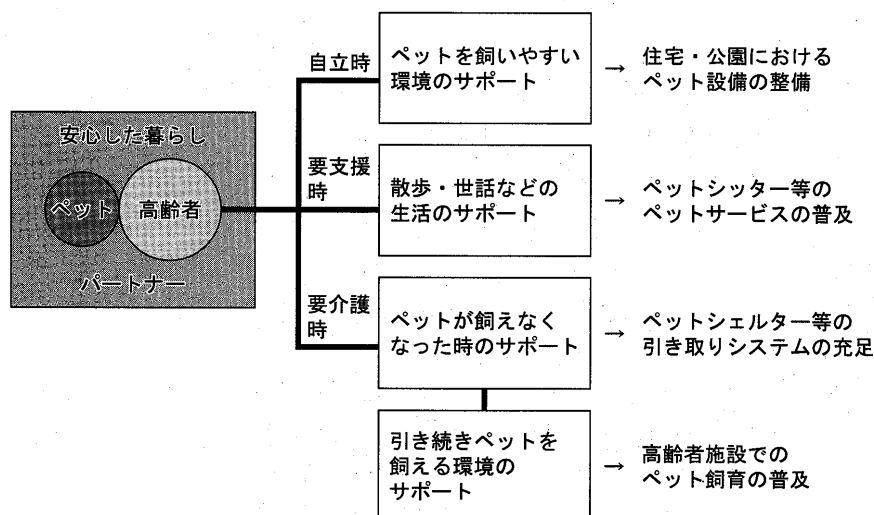 安心した暮らし
ペット
高齢者
パートナー
自立時
ペットを飼いやすい
環境のサポート
→
住宅・公園における
ペット設備の整備
要支援
時
散歩・世話などの
生活のサポート
→
ペットシッター等の
ペットサービスの普及
要介護
時
ペットが飼えなく
なった時のサポート
→
ペットシェルター等の
引き取りシステムの充足
引き続きペットを
飼える環境の
サポート
→
高齢者施設での
ペット飼育の普及